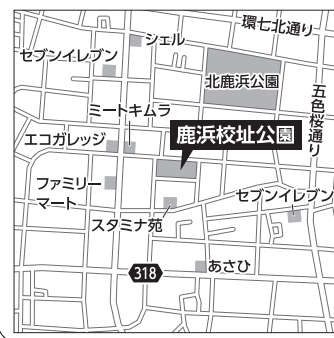 環七北通り
シェル
セブンイレブン
北鹿浜公園
五色桜通り
ミートキムラ
エコガレッジ
鹿浜校址公園
ファミリー
マート
セブンイレブン
スタミナ苑
318
あさひ